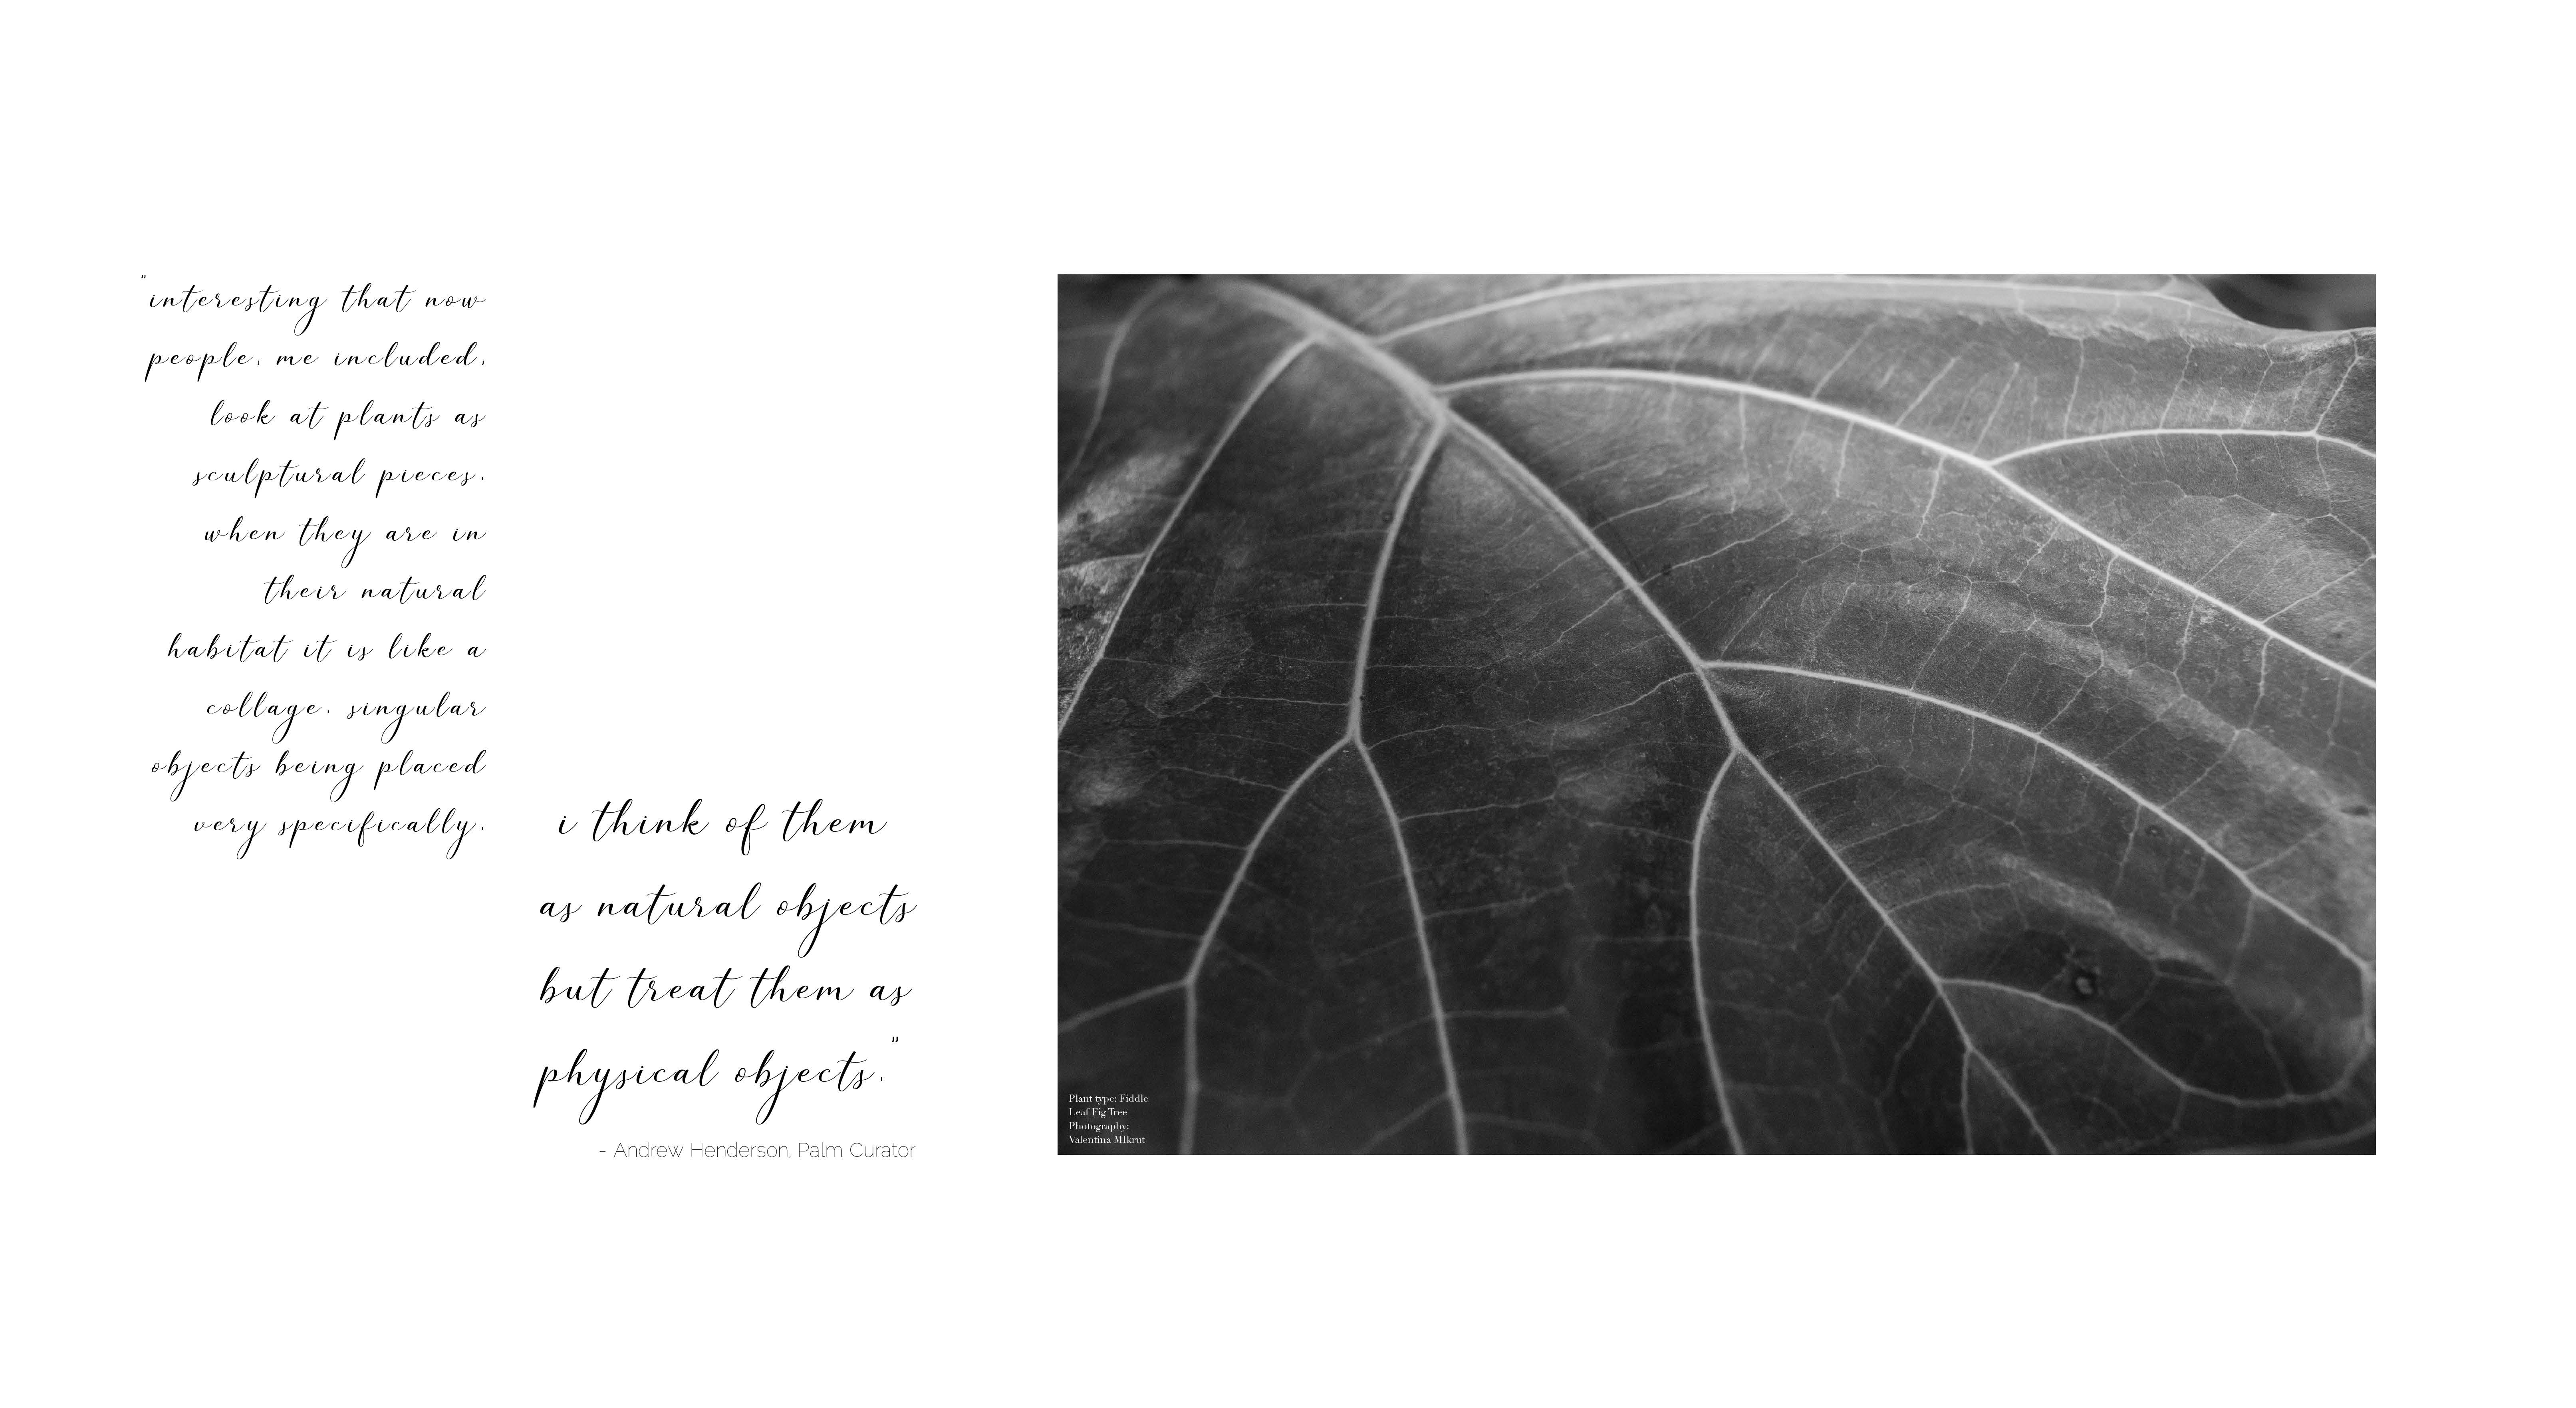 "interesting that now
people, me included,
look at plants as
sculptural pieces.
when they are in
their natural
habitat it is like a
collage. singular
objects being placed
very specifically.
i think of them
as natural objects
but treat them as
physical objects."
- Andrew Henderson, Palm Curator
Plant type: Fiddle
Leaf Fig Tree
Photography:
Valentina MIkrut